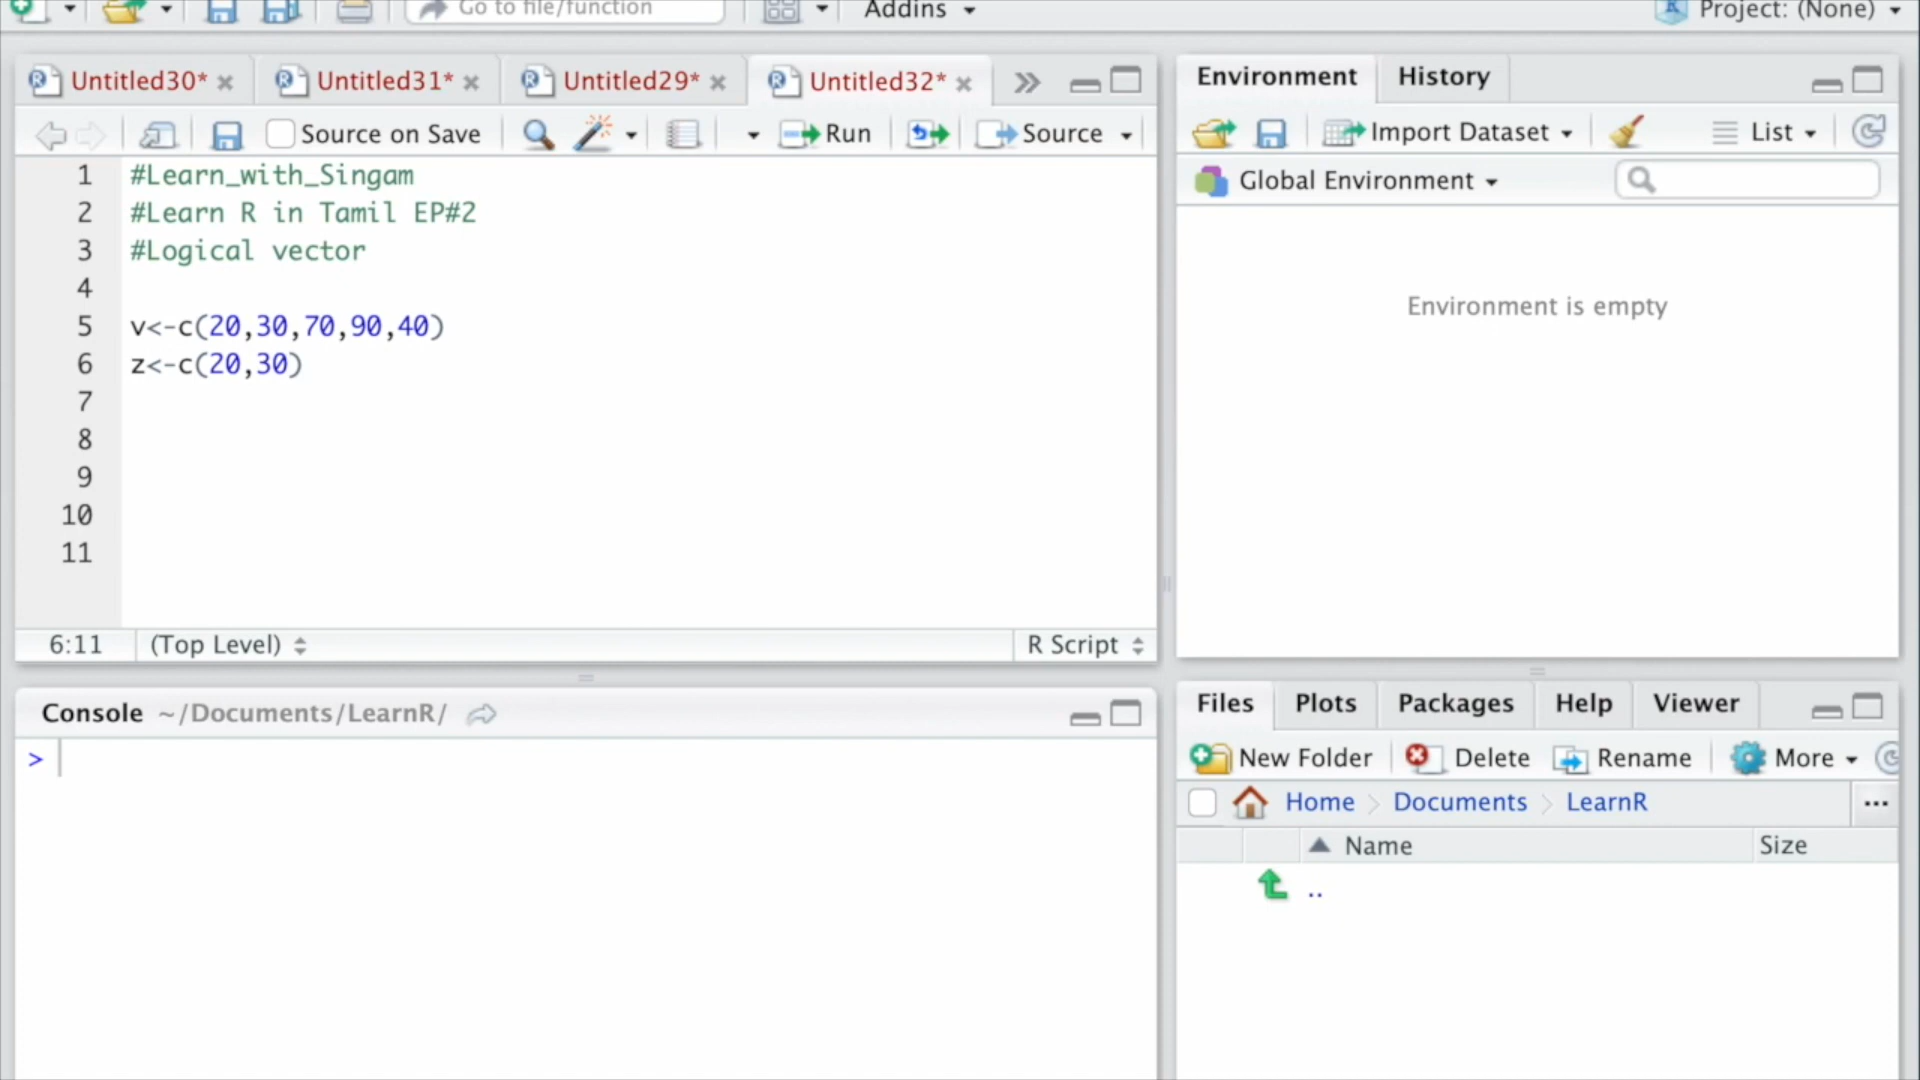 Go to file/function
Addins
Project: (None)
Untitled30*
Untitled31*
Untitled29*
Untitled32*
Source on Save
Run
Source
1 #Learn_with_Singam
2 #Learn R in Tamil EP#2
3 #Logical vector
4
5 v<-c(20,30,70,90,40)
6 z<-c(20,30)
7
8
9
10
11
6:11 (Top Level) R Script
Console ~/Documents/LearnR/
>
Environment History
Import Dataset List
Global Environment
Environment is empty
Files Plots Packages Help Viewer
New Folder Delete Rename More
Home Documents LearnR ...
Name Size
..